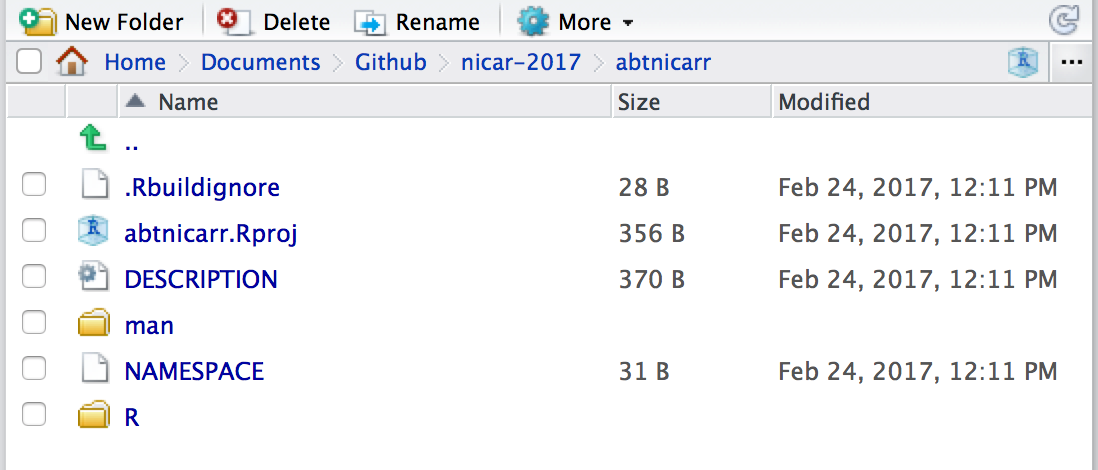 New Folder Delete Rename More
Home Documents Github nicar-2017 abtnicarr R ...
Name Size Modified
..
.Rbuildignore 28 B Feb 24, 2017, 12:11 PM
R abtnicarr.Rproj 356 B Feb 24, 2017, 12:11 PM
DESCRIPTION 370 B Feb 24, 2017, 12:11 PM
man
NAMESPACE 31 B Feb 24, 2017, 12:11 PM
R